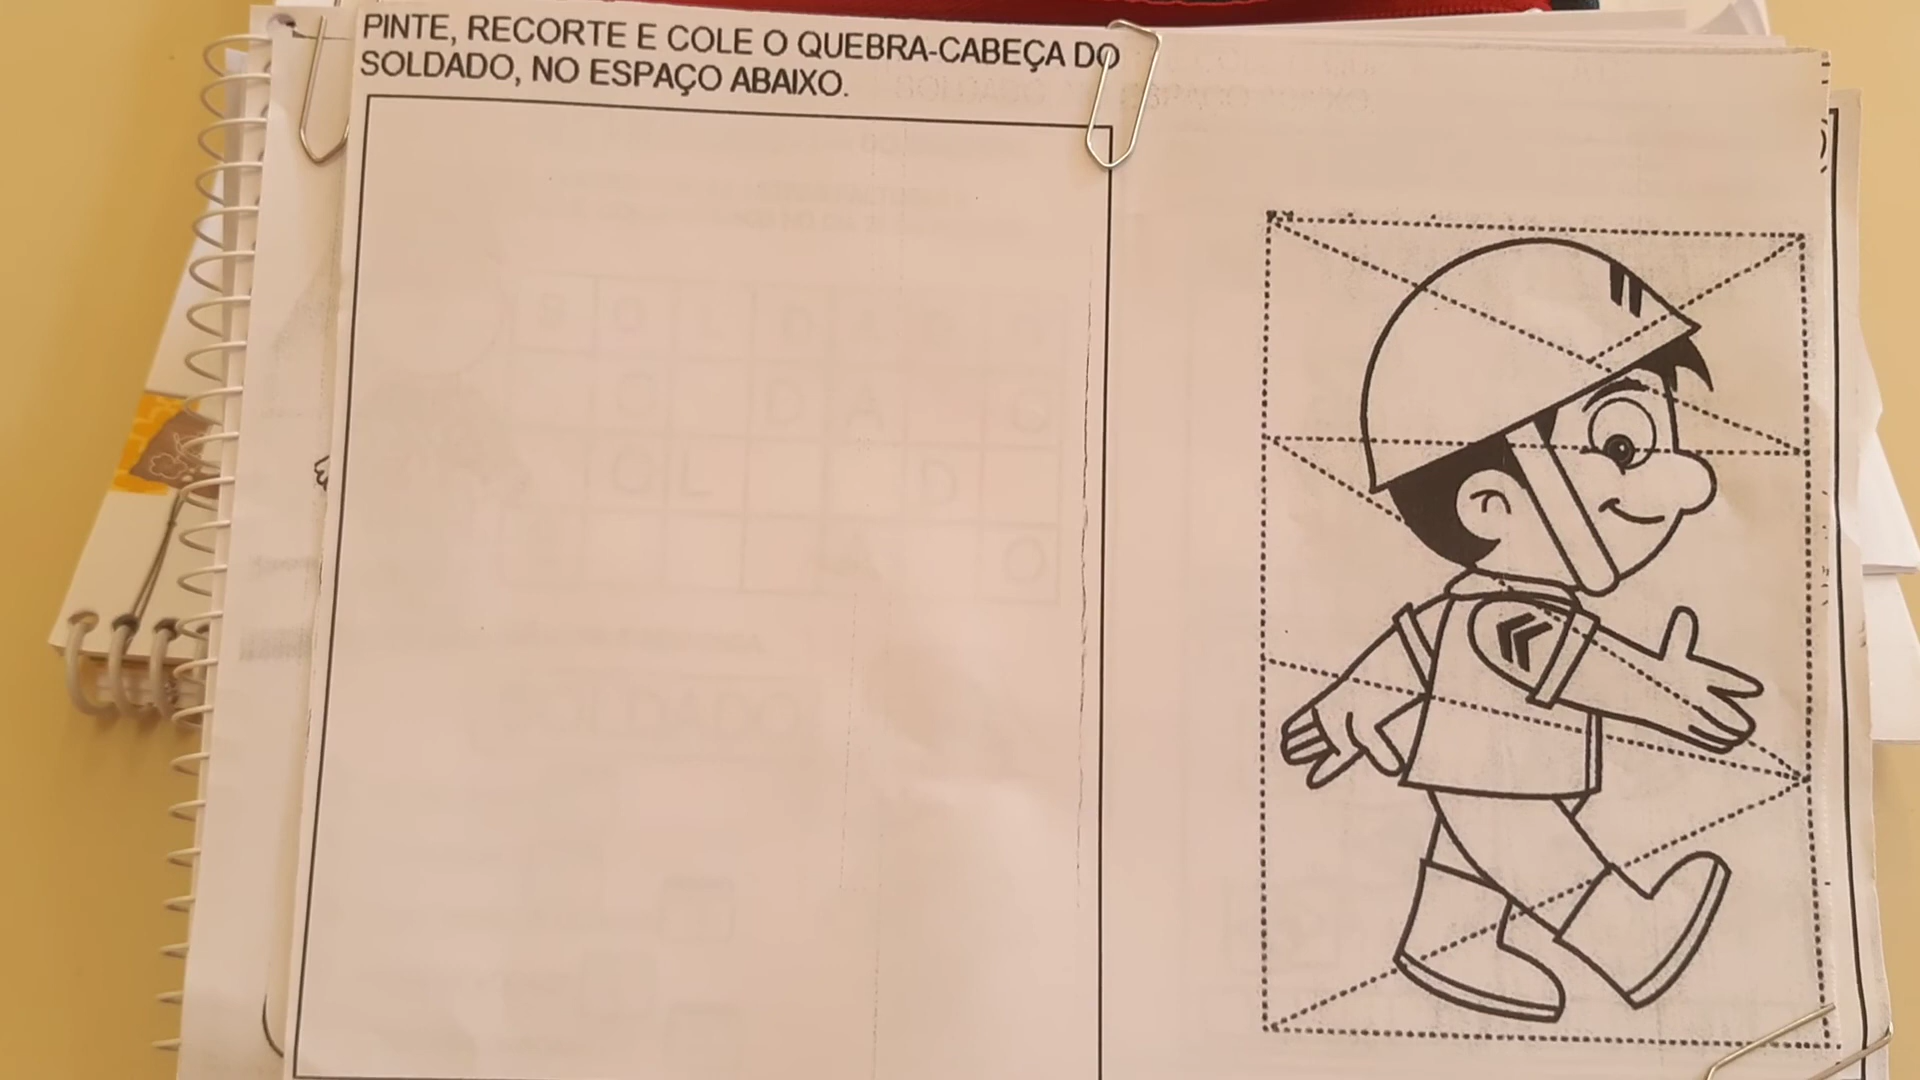 PINTE, RECORTE E COLE O QUEBRA-CABEÇA DO
SOLDADO, NO ESPAÇO ABAIXO.